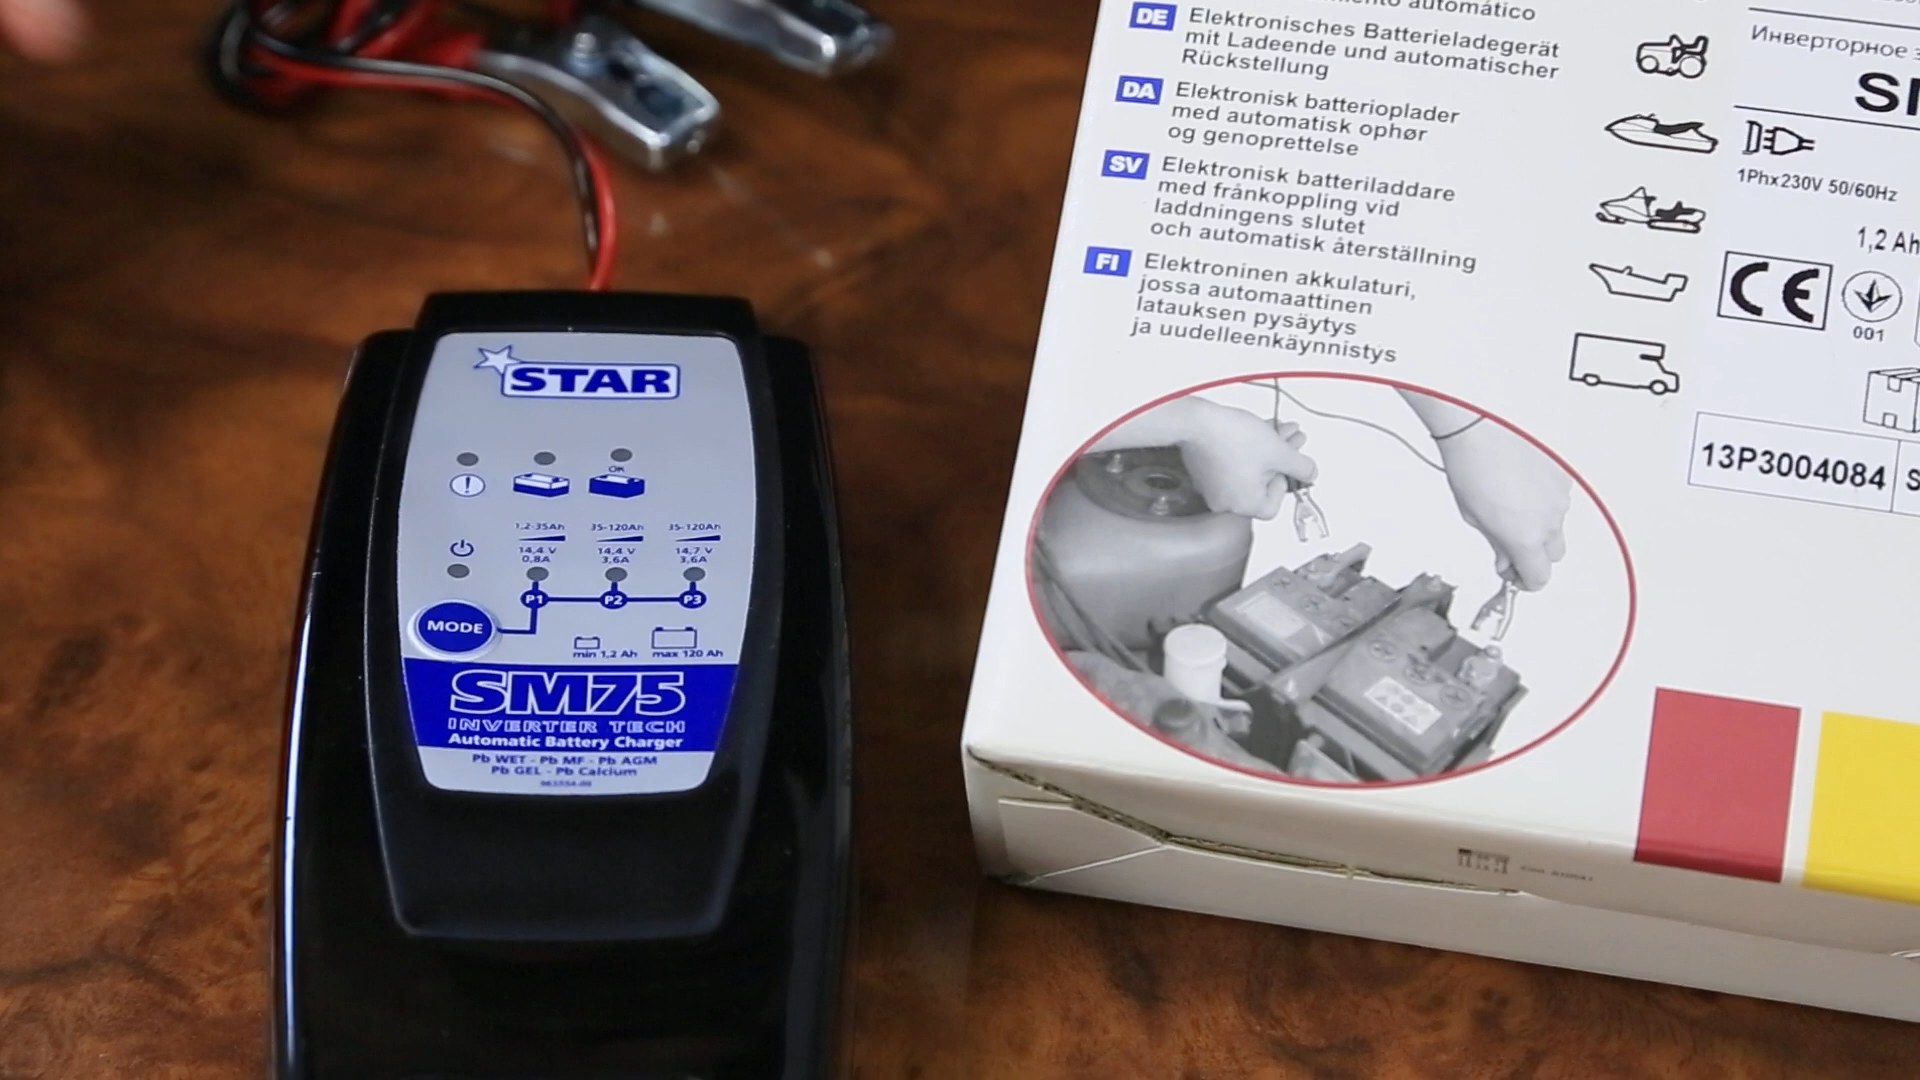 STAR
OK
1,2-35Ah 35-120Ah 35-120Ah
14,4 V 14,4 V 14,7 V
0,8A 3,6A 3,6A
P1 P2 P3
MODE
min 1,2 Ah max 120 Ah
SM75
INVERTER TECH
Automatic Battery Charger
Pb WET - Pb MF - Pb AGM
Pb GEL - Pb Calcium
automático
DE Elektronisches Batterieladegerät
mit Ladeende und automatischer
Rückstellung
DA Elektronisk batterioplader
med automatisk ophør
og genoprettelse
SV Elektronisk batteriladdare
med frånkoppling vid
laddningens slutet
och automatisk återställning
FI Elektroninen akkulaturi,
jossa automaattinen
latauksen pysäytys
ja uudelleenkäynnistys
Инверторное
1Phx230V 50/60Hz
1,2 Ah
CE
001
13P3004084